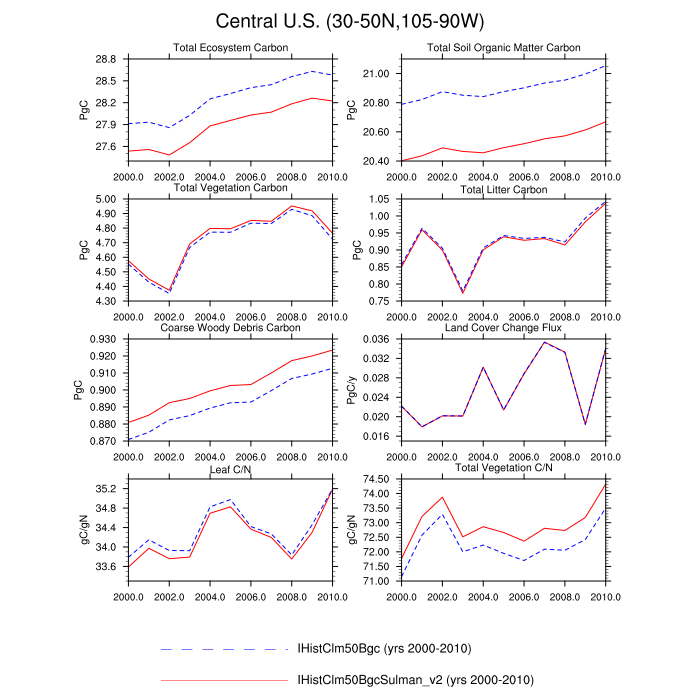 Central U.S. (30-50N,105-90W)
Total Ecosystem Carbon
PgC
28.8
28.5
28.2
27.9
27.6
2000.0 2002.0 2004.0 2006.0 2008.0 2010.0
Total Soil Organic Matter Carbon
PgC
21.00
20.80
20.60
20.40
2000.0 2002.0 2004.0 2006.0 2008.0 2010.0
Total Vegetation Carbon
PgC
5.00
4.90
4.80
4.70
4.60
4.50
4.40
4.30
2000.0 2002.0 2004.0 2006.0 2008.0 2010.0
Total Litter Carbon
PgC
1.05
1.00
0.95
0.90
0.85
0.80
0.75
2000.0 2002.0 2004.0 2006.0 2008.0 2010.0
Coarse Woody Debris Carbon
PgC
0.930
0.920
0.910
0.900
0.890
0.880
0.870
2000.0 2002.0 2004.0 2006.0 2008.0 2010.0
Land Cover Change Flux
PgC/y
0.036
0.032
0.028
0.024
0.020
0.016
2000.0 2002.0 2004.0 2006.0 2008.0 2010.0
Leaf C/N
gC/gN
35.2
34.8
34.4
34.0
33.6
2000.0 2002.0 2004.0 2006.0 2008.0 2010.0
Total Vegetation C/N
gC/gN
74.50
74.00
73.50
73.00
72.50
72.00
71.50
71.00
2000.0 2002.0 2004.0 2006.0 2008.0 2010.0
IHistClm50Bgc (yrs 2000-2010)
IHistClm50BgcSulman_v2 (yrs 2000-2010)